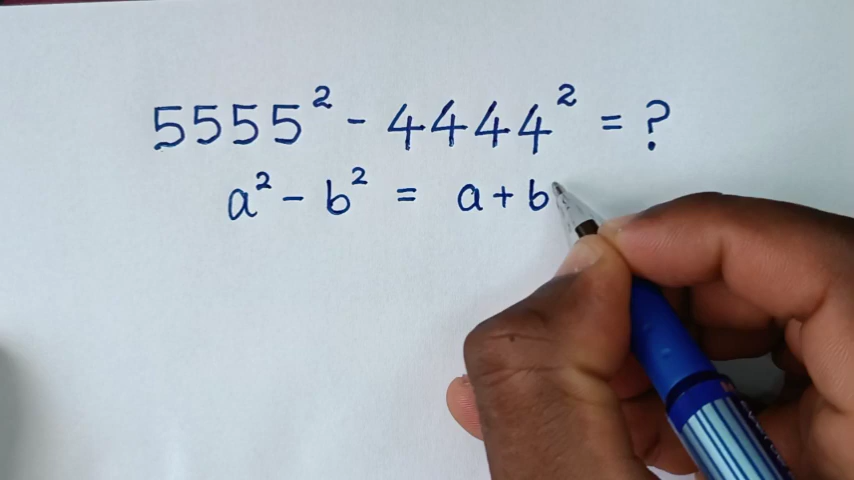 5555² - 4444² = ?
a² - b² = a + b